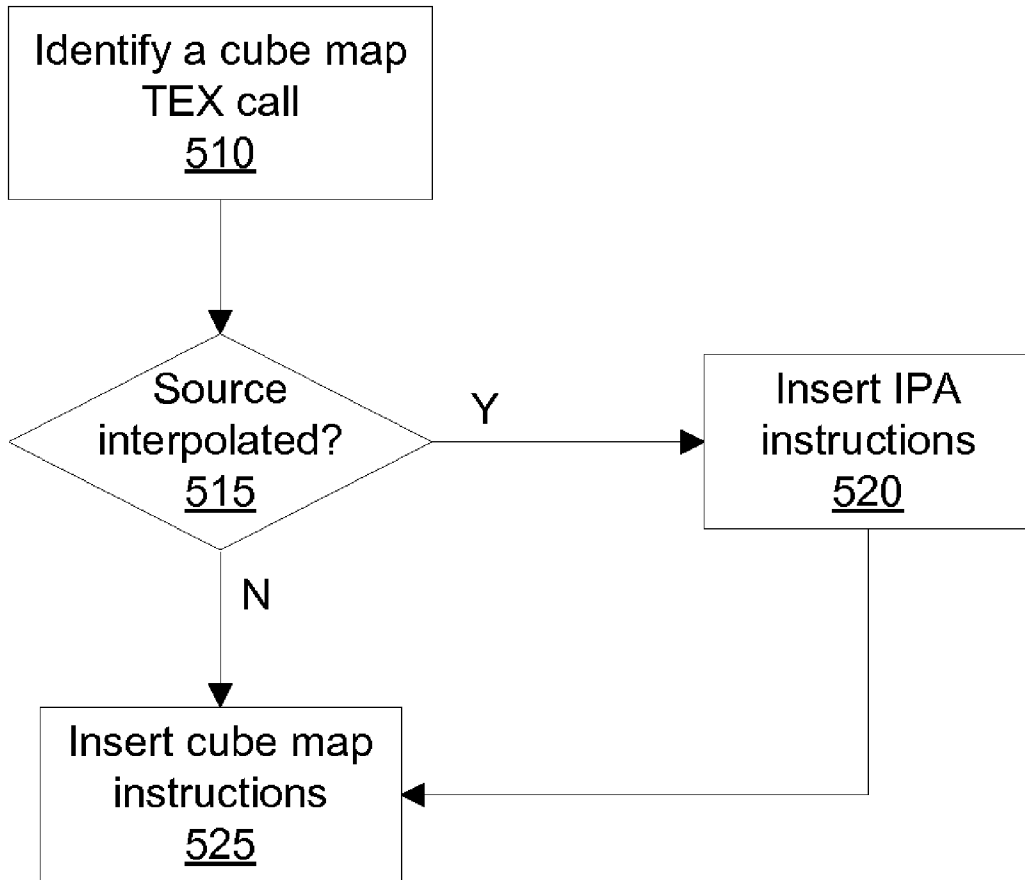 Identify a cube map
TEX call
510
Source
interpolated?
515
Y
Insert IPA
instructions
520
N
Insert cube map
instructions
525